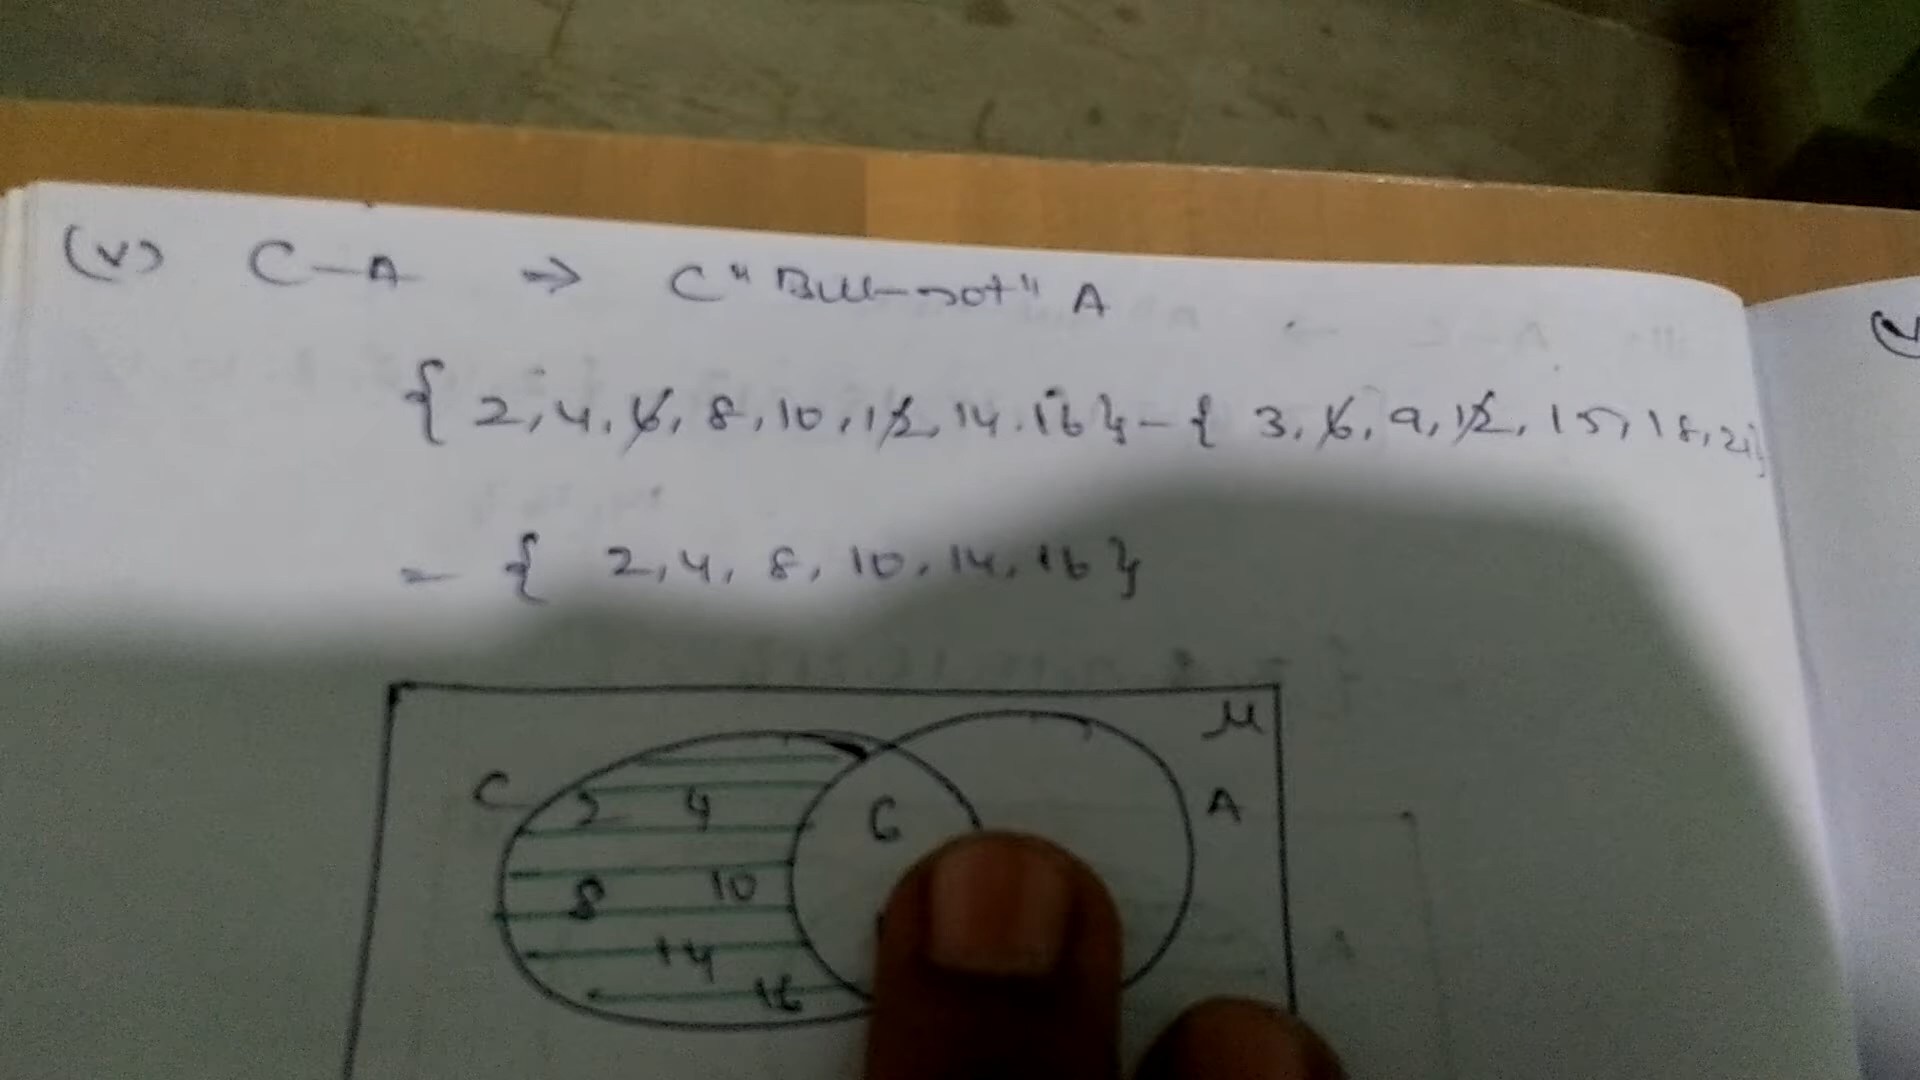 (v) C-A ⇒ C "But-not" A
{ 2, 4, 6, 8, 10, 12, 14, 16 } - { 3, 6, 9, 12, 15, 18, 21}
= { 2, 4, 8, 10, 14, 16 }
μ
C 2 4 6 A
8 10
14
16